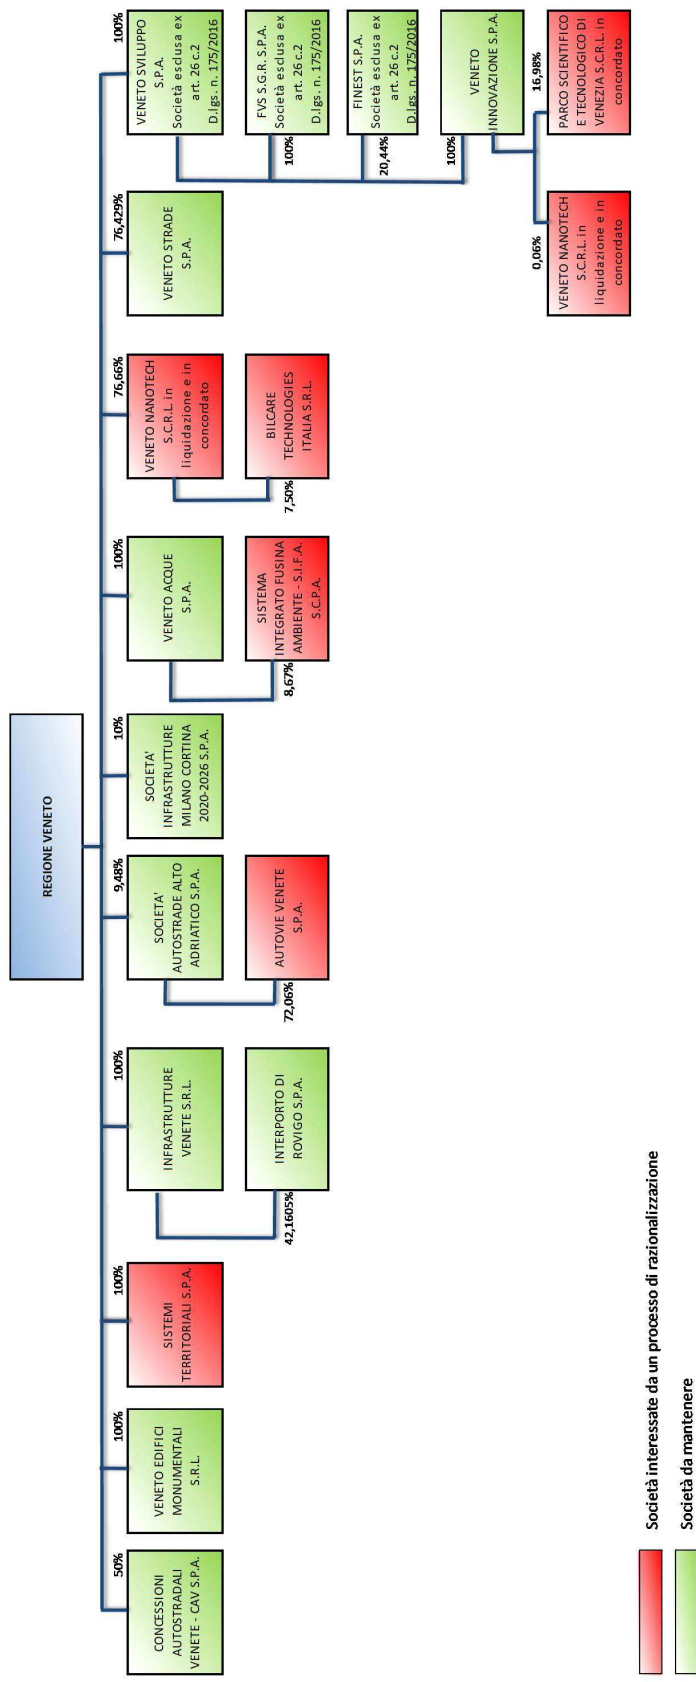 REGIONE VENETO
50%
CONCESSIONI
AUTOSTRADALI
VENETE - CAV S.P.A.
100%
VENETO EDIFICI
MONUMENTALI
S.R.L.
100%
SISTEMI
TERRITORIALI S.P.A.
100%
INFRASTRUTTURE
VENETE S.R.L.
42,1605%
INTERPORTO DI
ROVIGO S.P.A.
9,48%
SOCIETA'
AUTOSTRADE ALTO
ADRIATICO S.P.A.
72,06%
AUTOVIE VENETE
S.P.A.
10%
SOCIETA'
INFRASTRUTTURE
MILANO CORTINA
2020-2026 S.P.A.
100%
VENETO ACQUE
S.P.A.
8,67%
SISTEMA
INTEGRATO FUSINA
AMBIENTE - S.I.F.A.
S.C.P.A.
76,66%
VENETO NANOTECH
S.C.R.L. in
liquidazione e in
concordato
7,50%
BILCARE
TECHNOLOGIES
ITALIA S.R.L.
76,429%
VENETO STRADE
S.P.A.
100%
VENETO SVILUPPO
S.P.A.
Società esclusa ex
art. 26 c.2
D.lgs. n. 175/2016
100%
FVS S.G.R. S.P.A.
Società esclusa ex
art. 26 c.2
D.lgs. n. 175/2016
20,44%
FINEST S.P.A.
Società esclusa ex
art. 26 c.2
D.lgs. n. 175/2016
100%
VENETO
INNOVAZIONE S.P.A.
0,06%
VENETO NANOTECH
S.C.R.L. in
liquidazione e in
concordato
16,98%
PARCO SCIENTIFICO
E TECNOLOGICO DI
VENEZIA S.C.R.L. in
concordato
Società interessate da un processo di razionalizzazione
Società da mantenere